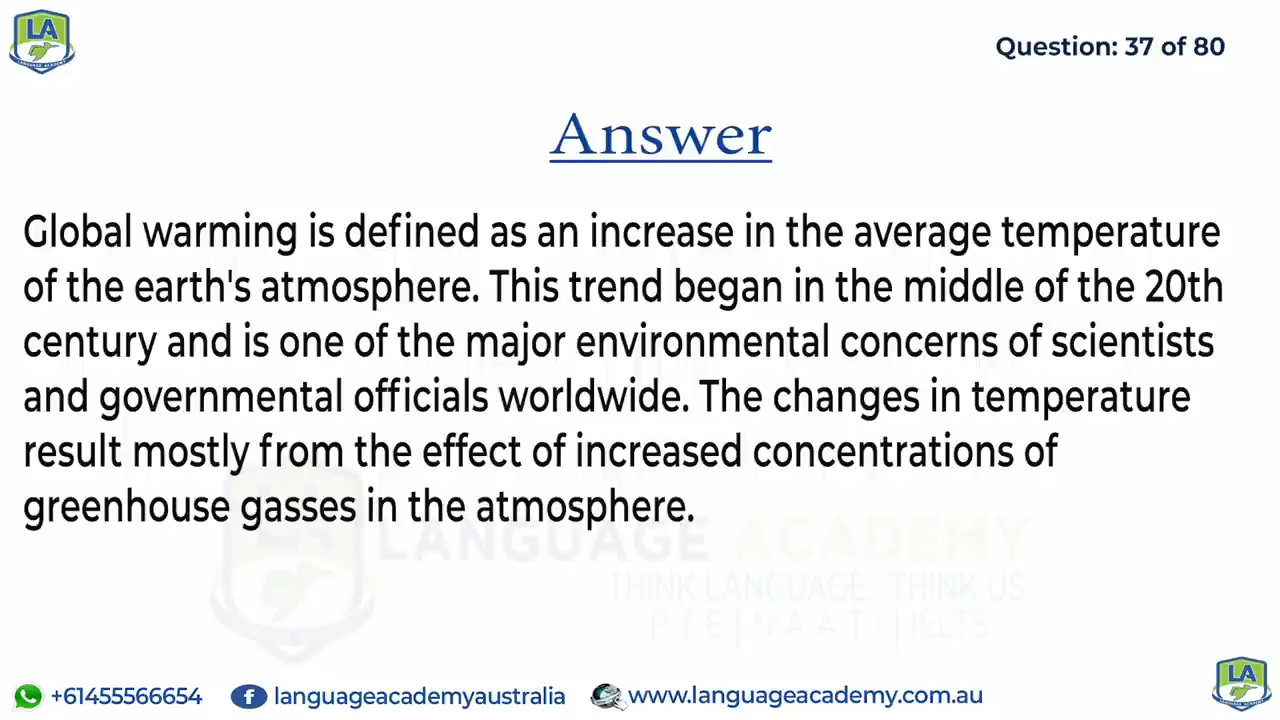 LA
LANGUAGE ACADEMY
Question: 37 of 80
Answer
Global warming is defined as an increase in the average temperature
of the earth's atmosphere. This trend began in the middle of the 20th
century and is one of the major environmental concerns of scientists
and governmental officials worldwide. The changes in temperature
result mostly from the effect of increased concentrations of
greenhouse gasses in the atmosphere.
LANGUAGE ACADEMY
THINK LANGUAGE, THINK US
PTE | NAATI | IELTS
+61455566654 languageacademyaustralia www.languageacademy.com.au
LA